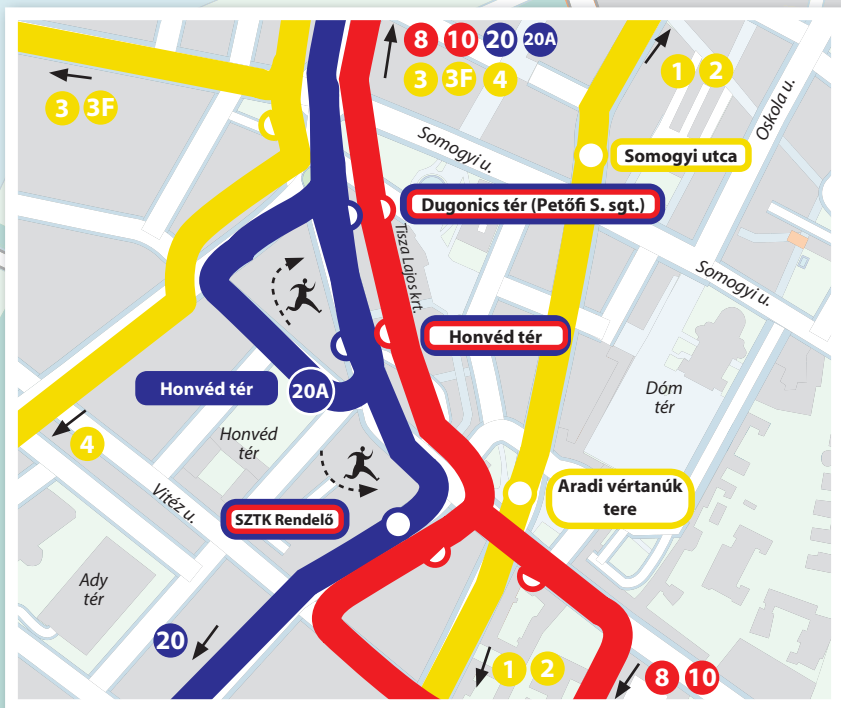 8 10 20 20A
3 3F 4
1 2
3 3F
Oskola u.
Somogyi u.
Somogyi utca
Dugonics tér (Petőfi S. sgt.)
Tisza Lajos krt.
Somogyi u.
Honvéd tér
Honvéd tér
20A
Dóm
tér
4
Honvéd
tér
Aradi vértanúk
tere
Vitéz u.
SZTK Rendelő
Ady
tér
20
1 2
8 10